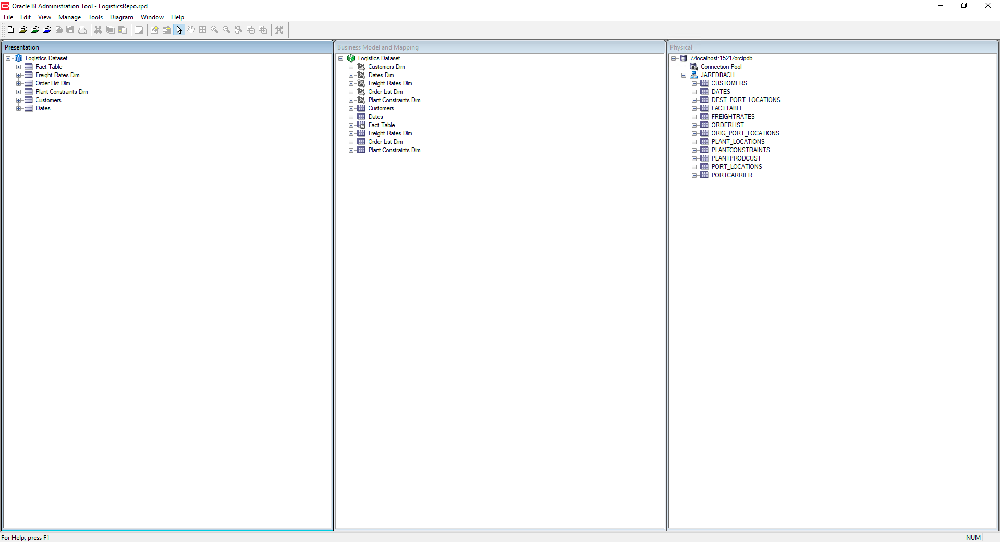 Oracle BI Administration Tool - LogisticsRepo.rpd
File Edit View Manage Tools Diagram Window Help
Presentation
Logistics Dataset
Fact Table
Freight Rates Dim
Order List Dim
Plant Constraints Dim
Customers
Dates
Business Model and Mapping
Logistics Dataset
Customers Dim
Dates Dim
Freight Rates Dim
Order List Dim
Plant Constraints Dim
Customers
Dates
Fact Table
Freight Rates Dim
Order List Dim
Plant Constraints Dim
Physical
//localhost:1521/orclpdb
Connection Pool
JAREDBACH
CUSTOMERS
DATES
DEST_PORT_LOCATIONS
FACTTABLE
FREIGHTRATES
ORDERLIST
ORIG_PORT_LOCATIONS
PLANT_LOCATIONS
PLANTCONSTRAINTS
PLANTPRODCUST
PORT_LOCATIONS
PORTCARRIER
For Help, press F1
NUM